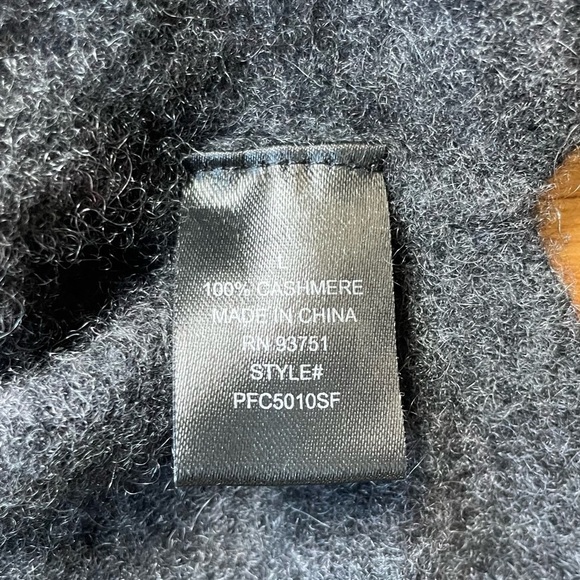 L
100% CASHMERE
MADE IN CHINA
RN 93751
STYLE#
PFC5010SF